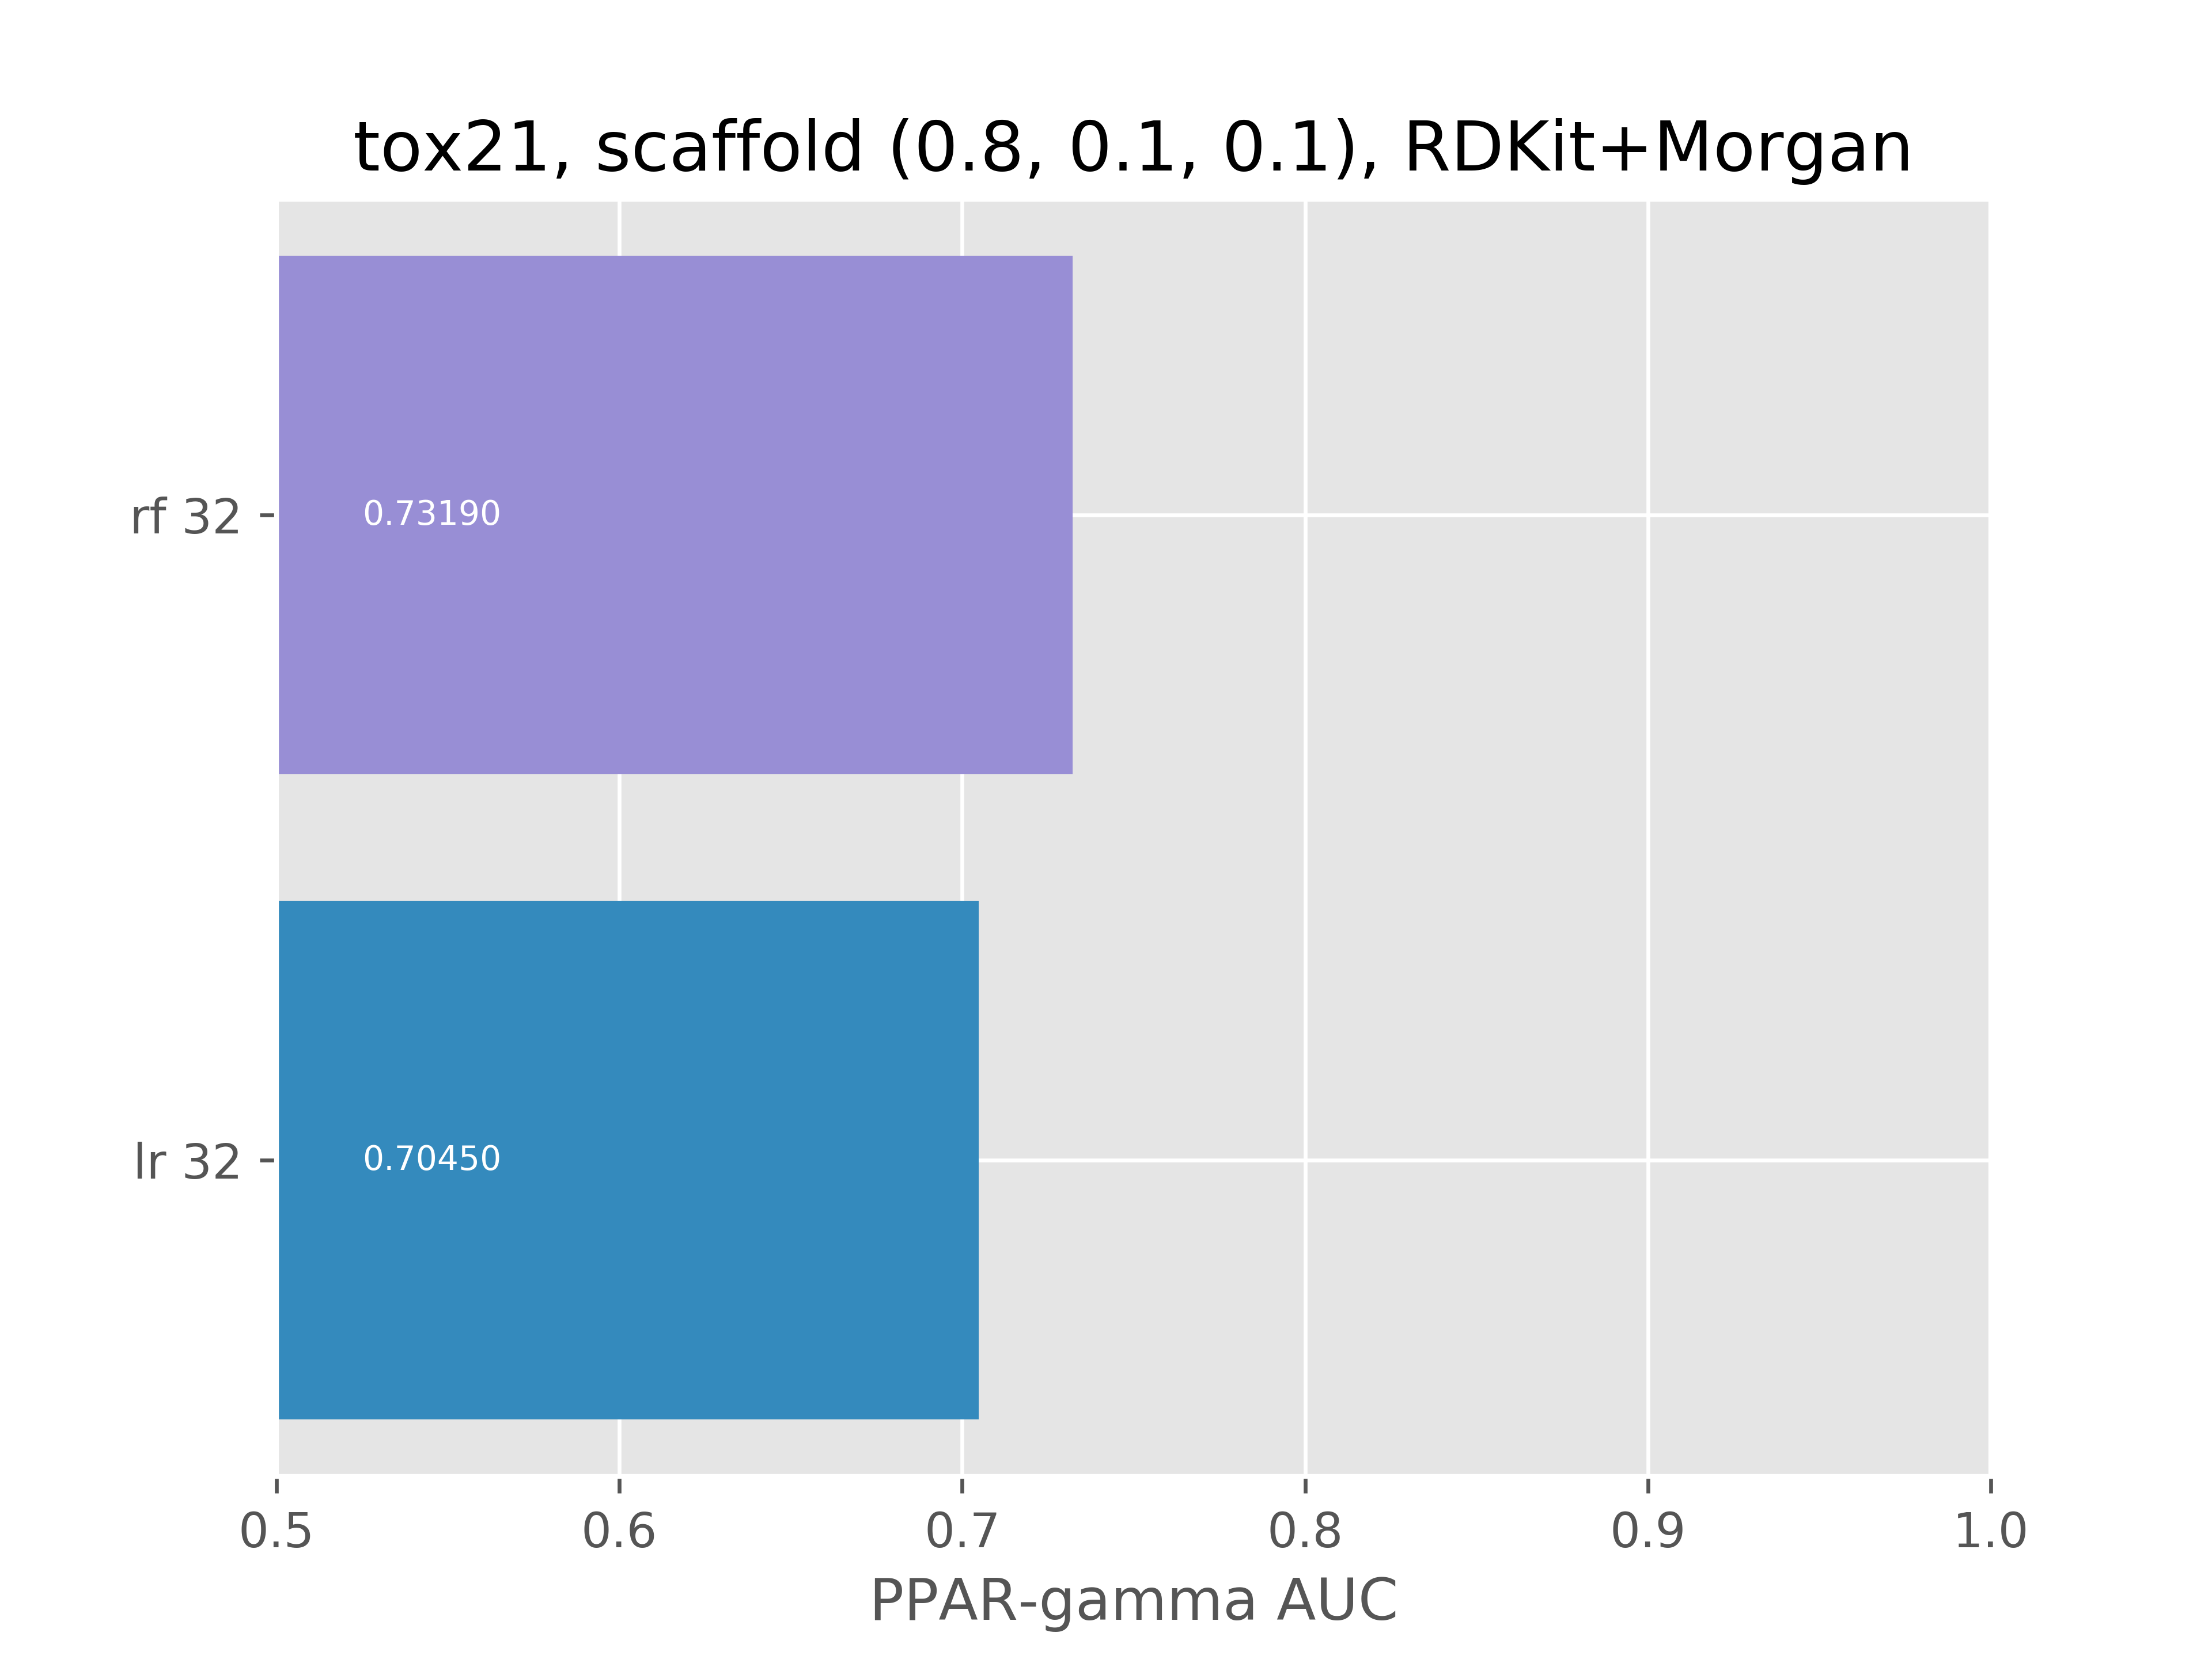 tox21, scaffold (0.8, 0.1, 0.1), RDKit+Morgan
rf 32
0.73190
lr 32
0.70450
0.5 0.6 0.7 0.8 0.9 1.0
PPAR-gamma AUC